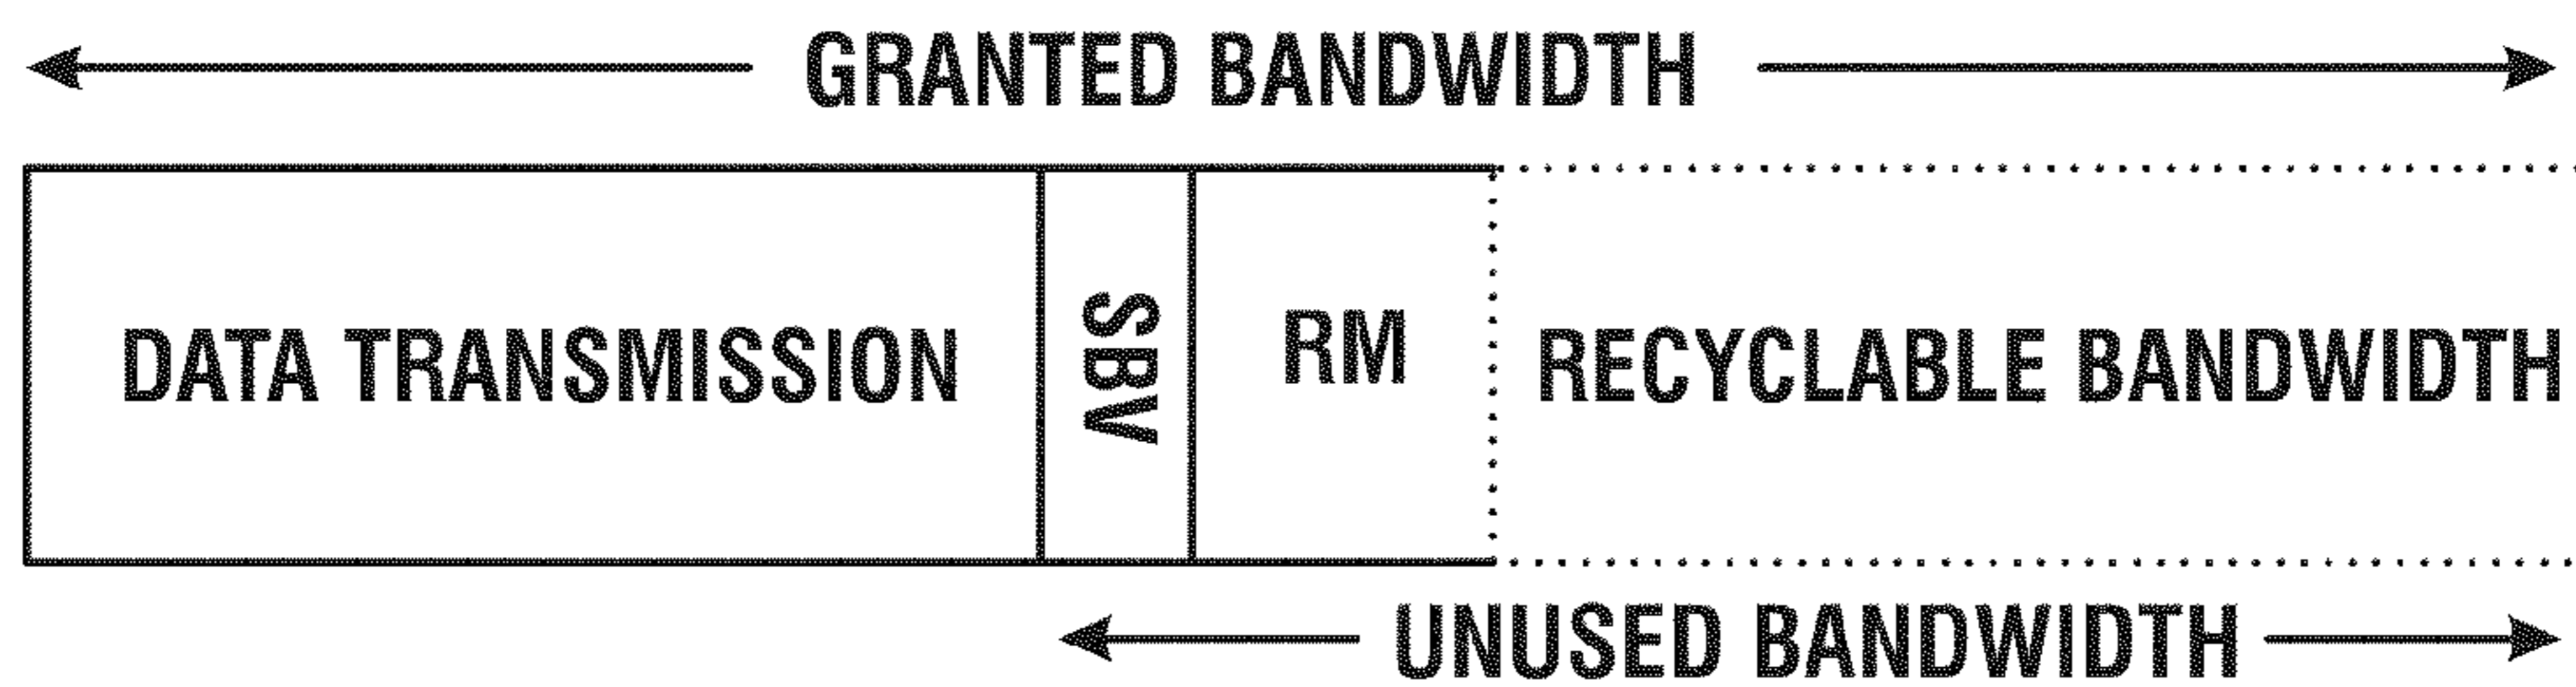 GRANTED BANDWIDTH
DATA TRANSMISSION
SBV
RM
RECYCLABLE BANDWIDTH
UNUSED BANDWIDTH